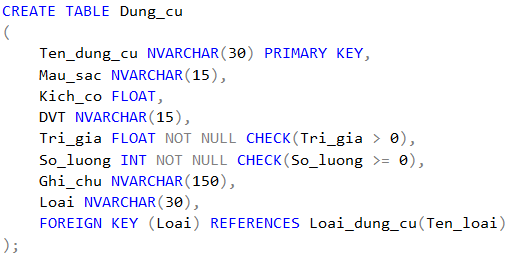 CREATE TABLE Dung_cu
(
Ten_dung_cu NVARCHAR(30) PRIMARY KEY,
Mau_sac NVARCHAR(15),
Kich_co FLOAT,
DVT NVARCHAR(15),
Tri_gia FLOAT NOT NULL CHECK(Tri_gia > 0),
So_luong INT NOT NULL CHECK(So_luong >= 0),
Ghi_chu NVARCHAR(150),
Loai NVARCHAR(30),
FOREIGN KEY (Loai) REFERENCES Loai_dung_cu(Ten_loai)
);